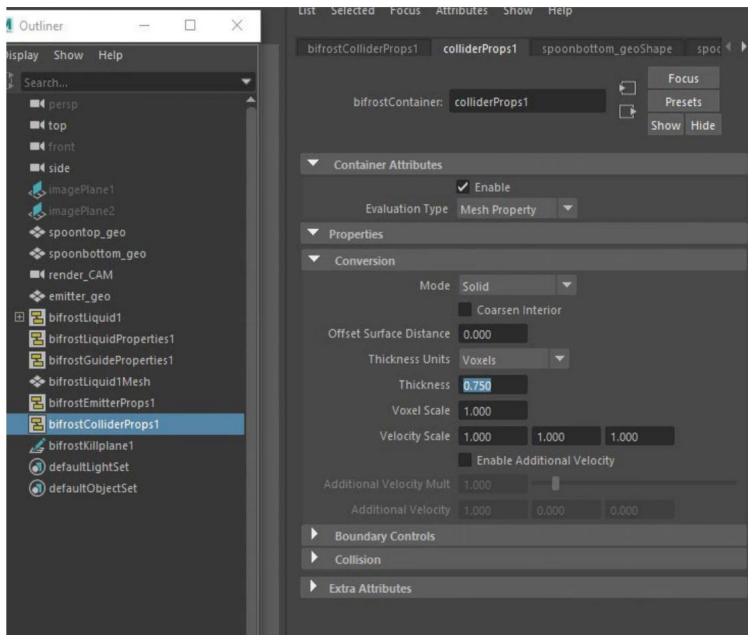 Outliner
Display Show Help
Search...
persp
top
front
side
imagePlane1
imagePlane2
spoontop_geo
spoonbottom_geo
render_CAM
emitter_geo
bifrostLiquid1
bifrostLiquidProperties1
bifrostGuideProperties1
bifrostLiquid1Mesh
bifrostEmitterProps1
bifrostColliderProps1
bifrostKillplane1
defaultLightSet
defaultObjectSet
List Selected Focus Attributes Show Help
bifrostColliderProps1 colliderProps1 spoonbottom_geoShape spoo
bifrostContainer: colliderProps1
Focus
Presets
Show Hide
Container Attributes
Enable
Evaluation Type Mesh Property
Properties
Conversion
Mode Solid
Coarsen Interior
Offset Surface Distance 0.000
Thickness Units Voxels
Thickness 0.750
Voxel Scale 1.000
Velocity Scale 1.000 1.000 1.000
Enable Additional Velocity
Additional Velocity Mult 1.000
Additional Velocity 1.000 0.000 0.000
Boundary Controls
Collision
Extra Attributes